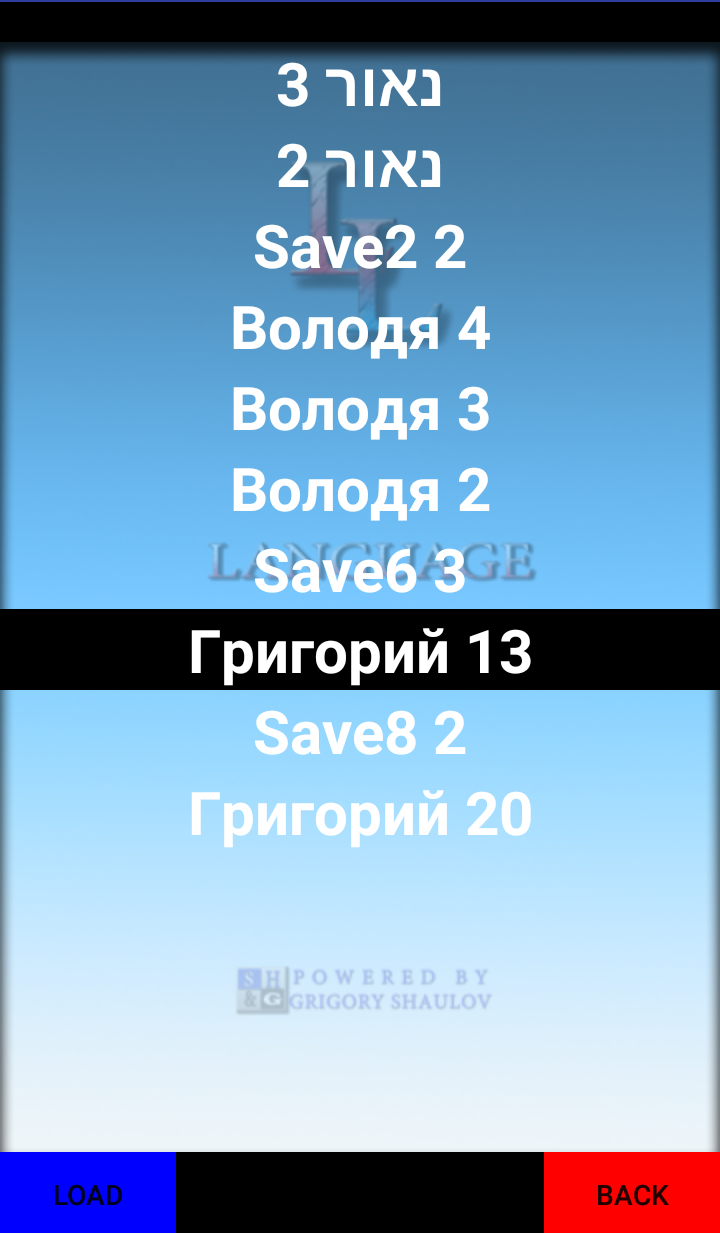 נאור 3
נאור 2
Save2 2
Володя 4
Володя 3
Володя 2
LANGUAGE
Save6 3
Григорий 13
Save8 2
Григорий 20
SH&G
POWERED BY
GRIGORY SHAULOV
LOAD
BACK